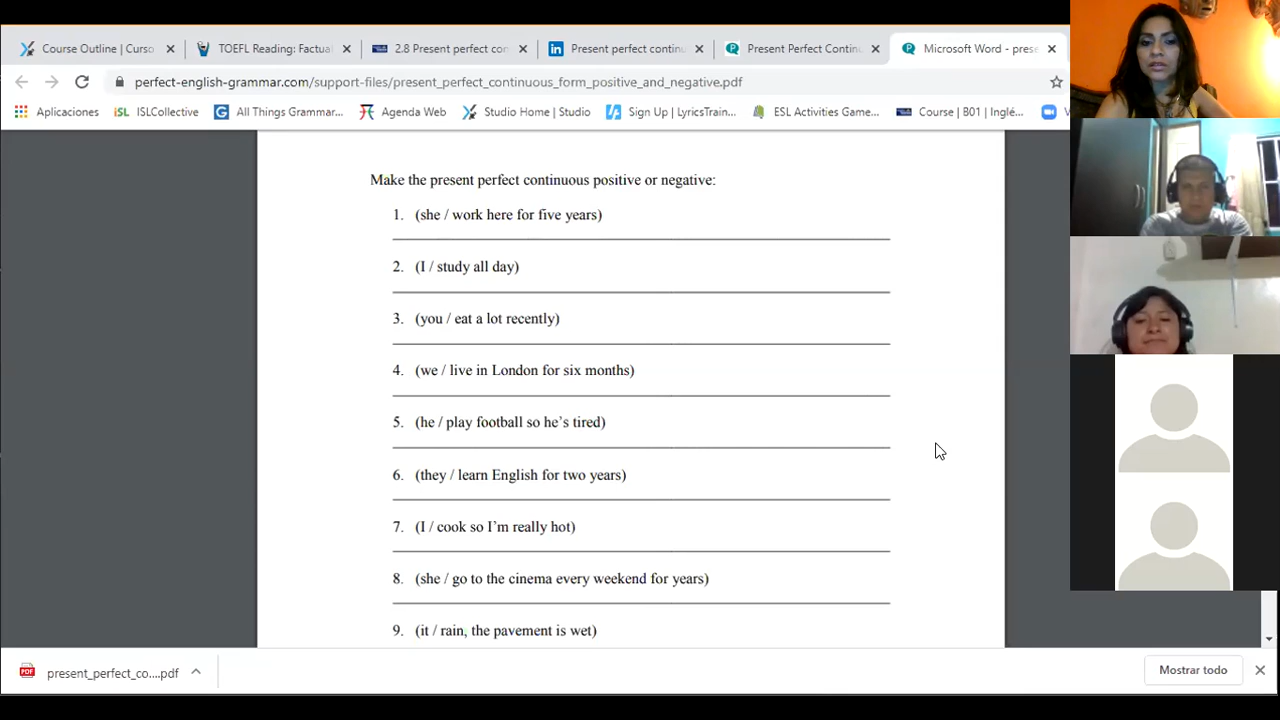 Course Outline | Curso
TOEFL Reading: Factual
2.8 Present perfect con
Present perfect continu
Present Perfect Contin
Microsoft Word - prese
perfect-english-grammar.com/support-files/present_perfect_continuous_form_positive_and_negative.pdf
Aplicaciones
iSL ISLCollective
All Things Grammar...
Agenda Web
Studio Home | Studio
Sign Up | LyricsTrain...
ESL Activities Game...
Course | B01 | Inglé...
Make the present perfect continuous positive or negative:
1. (she / work here for five years)
2. (I / study all day)
3. (you / eat a lot recently)
4. (we / live in London for six months)
5. (he / play football so he's tired)
6. (they / learn English for two years)
7. (I / cook so I'm really hot)
8. (she / go to the cinema every weekend for years)
9. (it / rain, the pavement is wet)
present_perfect_co....pdf
Mostrar todo